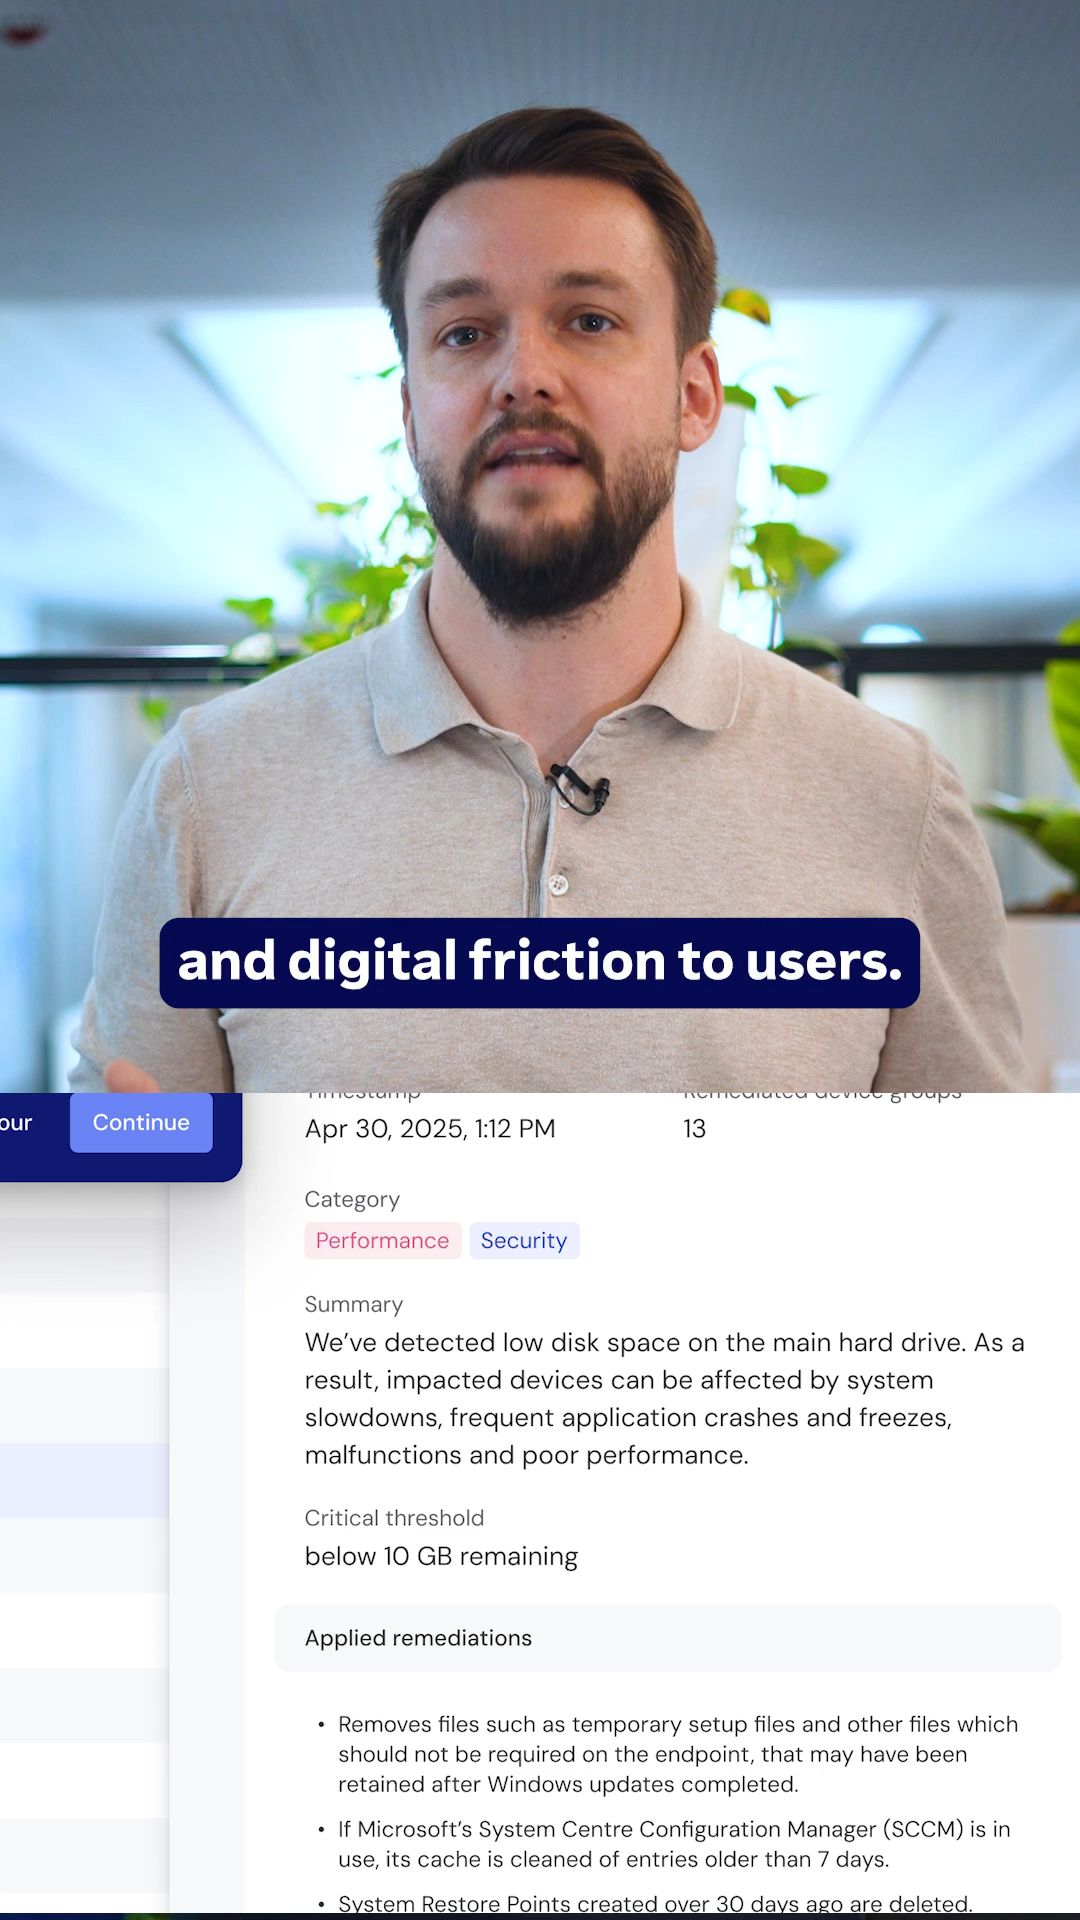 and digital friction to users.
our
Continue
Timestamp
Remediated device groups
Apr 30, 2025, 1:12 PM
13
Category
Performance
Security
Summary
We’ve detected low disk space on the main hard drive. As a
result, impacted devices can be affected by system
slowdowns, frequent application crashes and freezes,
malfunctions and poor performance.
Critical threshold
below 10 GB remaining
Applied remediations
• Removes files such as temporary setup files and other files which
should not be required on the endpoint, that may have been
retained after Windows updates completed.
• If Microsoft’s System Centre Configuration Manager (SCCM) is in
use, its cache is cleaned of entries older than 7 days.
• System Restore Points created over 30 days ago are deleted.